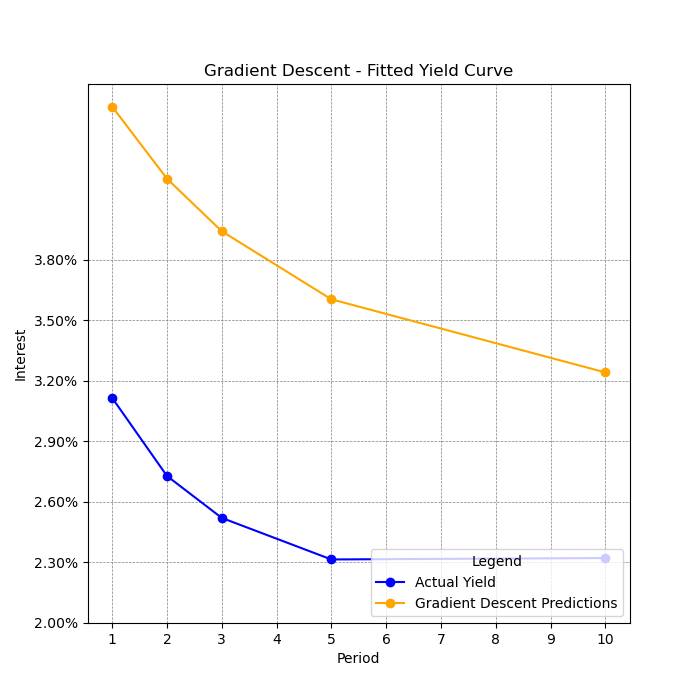 Gradient Descent - Fitted Yield Curve
3.80%
3.50%
3.20%
2.90%
2.60%
2.30%
2.00%
Interest
Legend
Actual Yield
Gradient Descent Predictions
1 2 3 4 5 6 7 8 9 10
Period